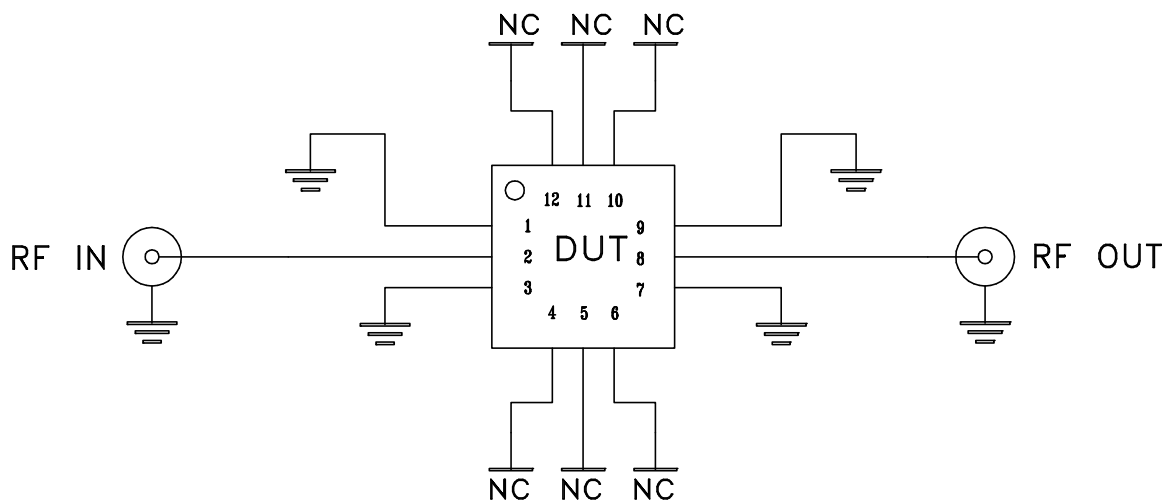 NC NC NC
12 11 10
1 9
RF IN 2 DUT 8 RF OUT
3 7
4 5 6
NC NC NC